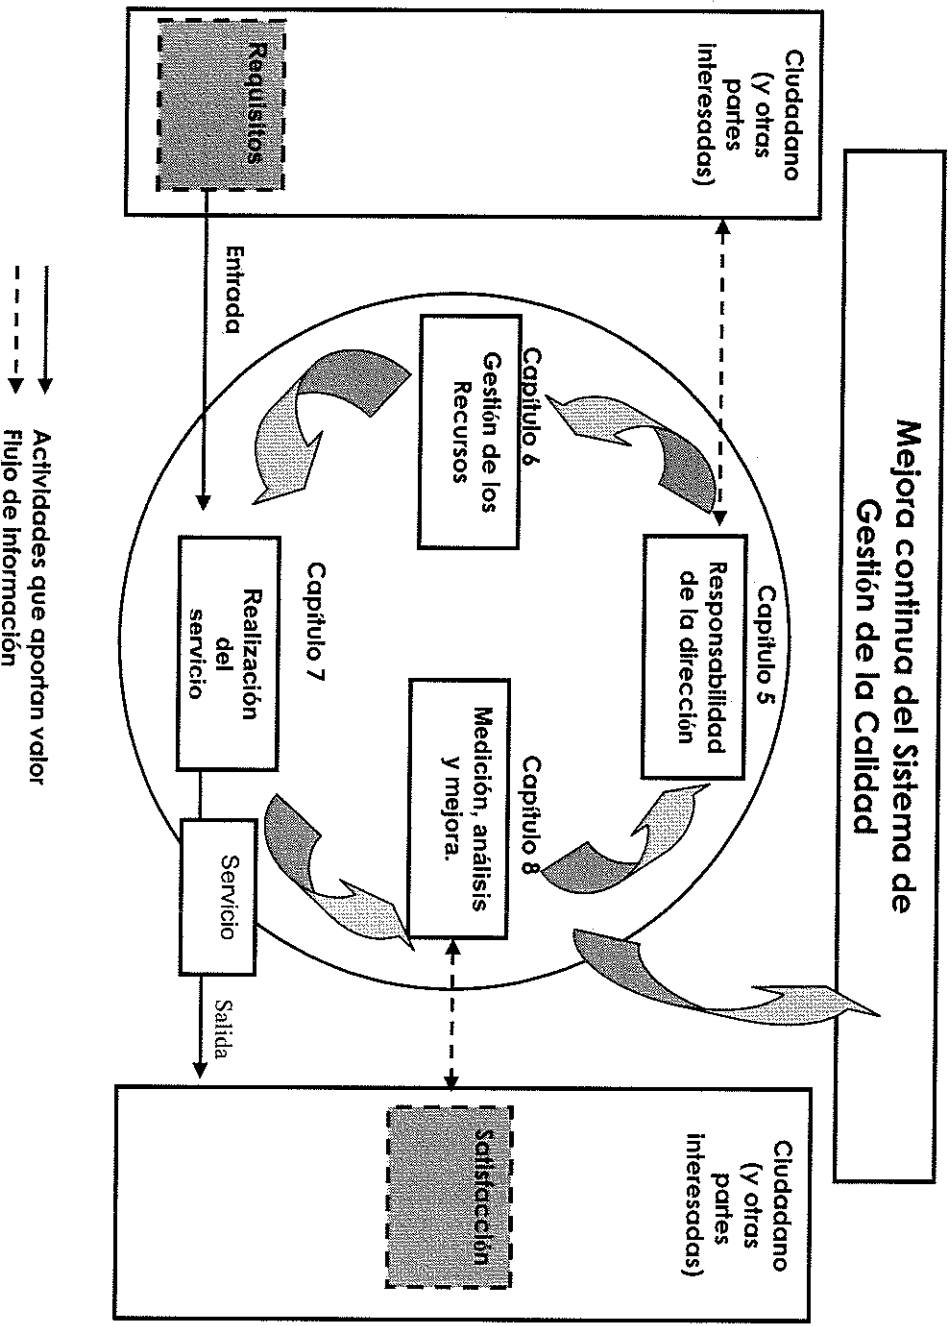 Mejora continua del Sistema de
Gestión de la Calidad
Ciudadano
(y otras
partes
interesadas)
Requisitos
Entrada
Capítulo 5
Responsabilidad
de la dirección
Capítulo 6
Gestión de los
Recursos
Capítulo 8
Medición, análisis
y mejora.
Capítulo 7
Realización
del
servicio
Servicio
Salida
Ciudadano
(y otras
partes
interesadas)
Satisfacción
Actividades que aportan valor
Flujo de información